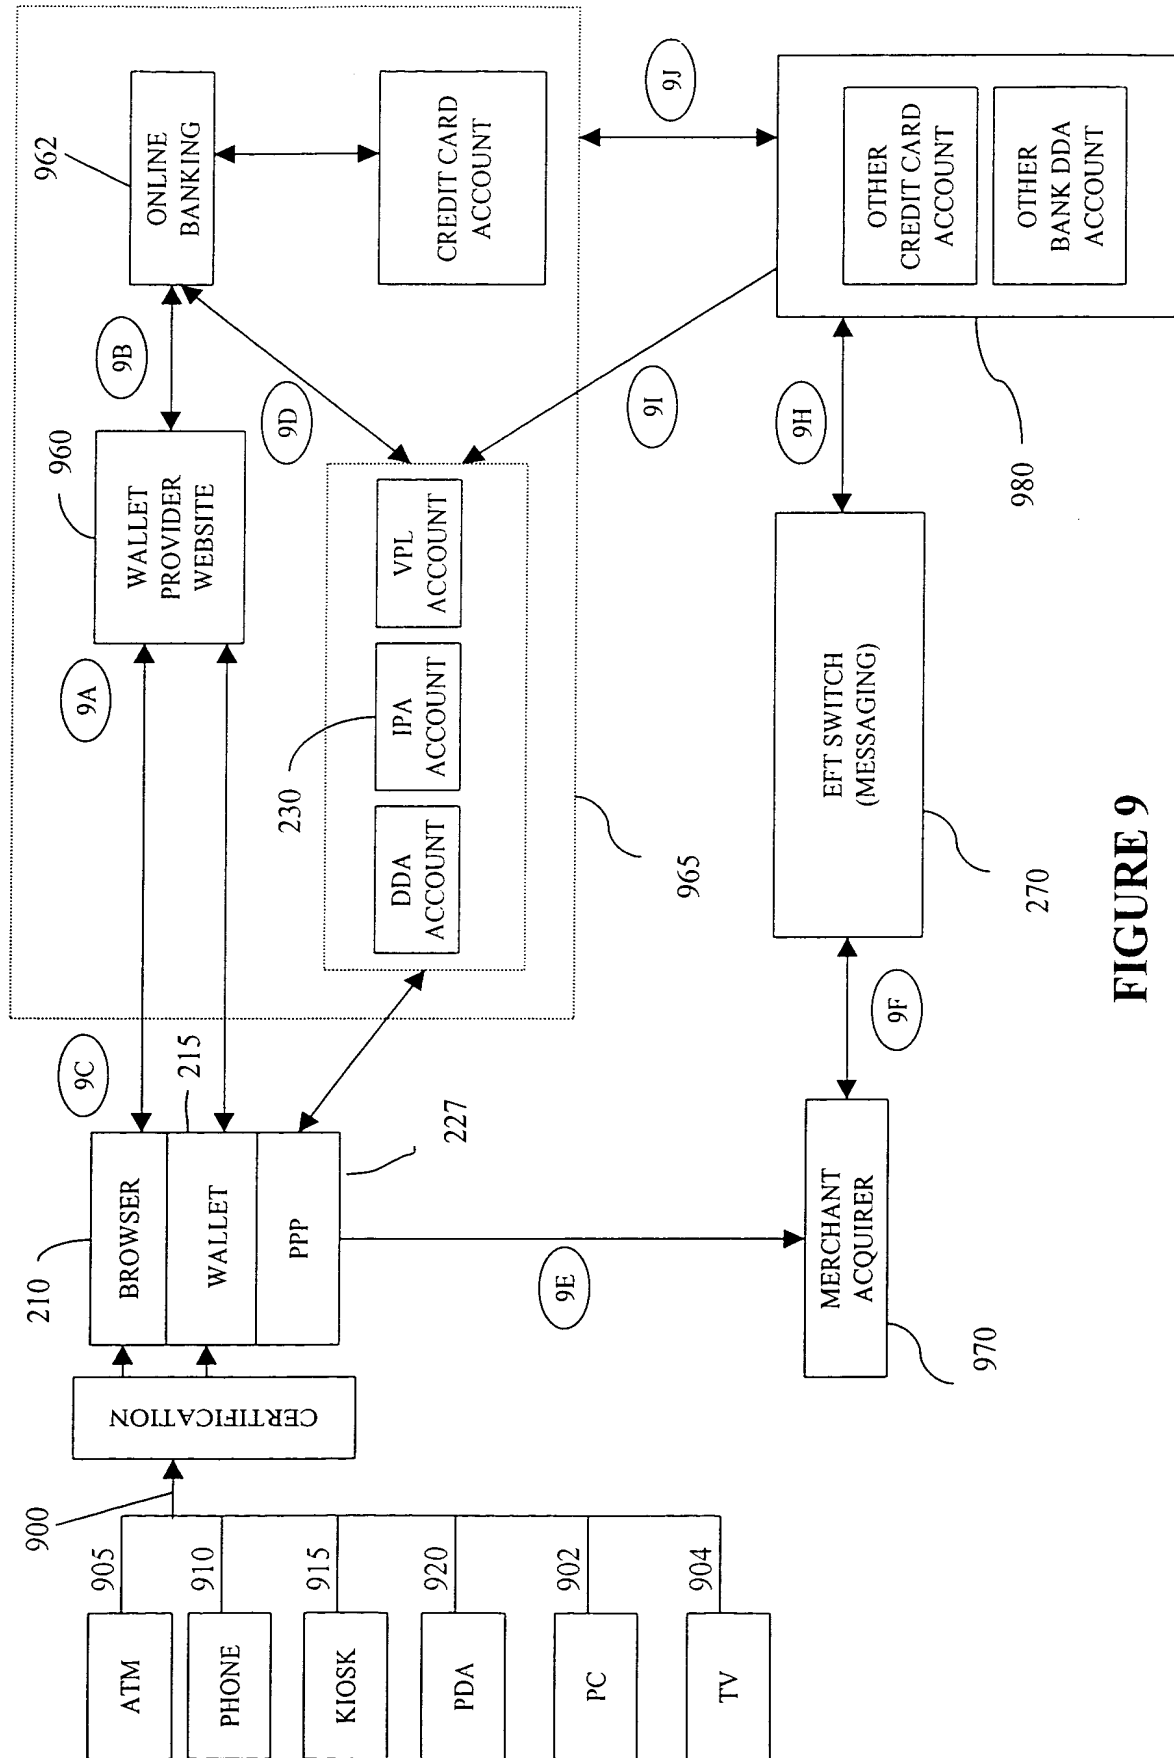 ATM
905
PHONE
910
KIOSK
915
PDA
920
PC
902
TV
904
900
CERTIFICATION
210
BROWSER
215
WALLET
PPP
227
9C
9A
960
WALLET
PROVIDER
WEBSITE
9B
962
ONLINE
BANKING
CREDIT CARD
ACCOUNT
9D
230
DDA
ACCOUNT
IPA
ACCOUNT
VPL
ACCOUNT
965
9E
9I
9J
MERCHANT
ACQUIRER
970
9F
EFT SWITCH
(MESSAGING)
270
9H
980
OTHER
CREDIT CARD
ACCOUNT
OTHER
BANK DDA
ACCOUNT
FIGURE 9